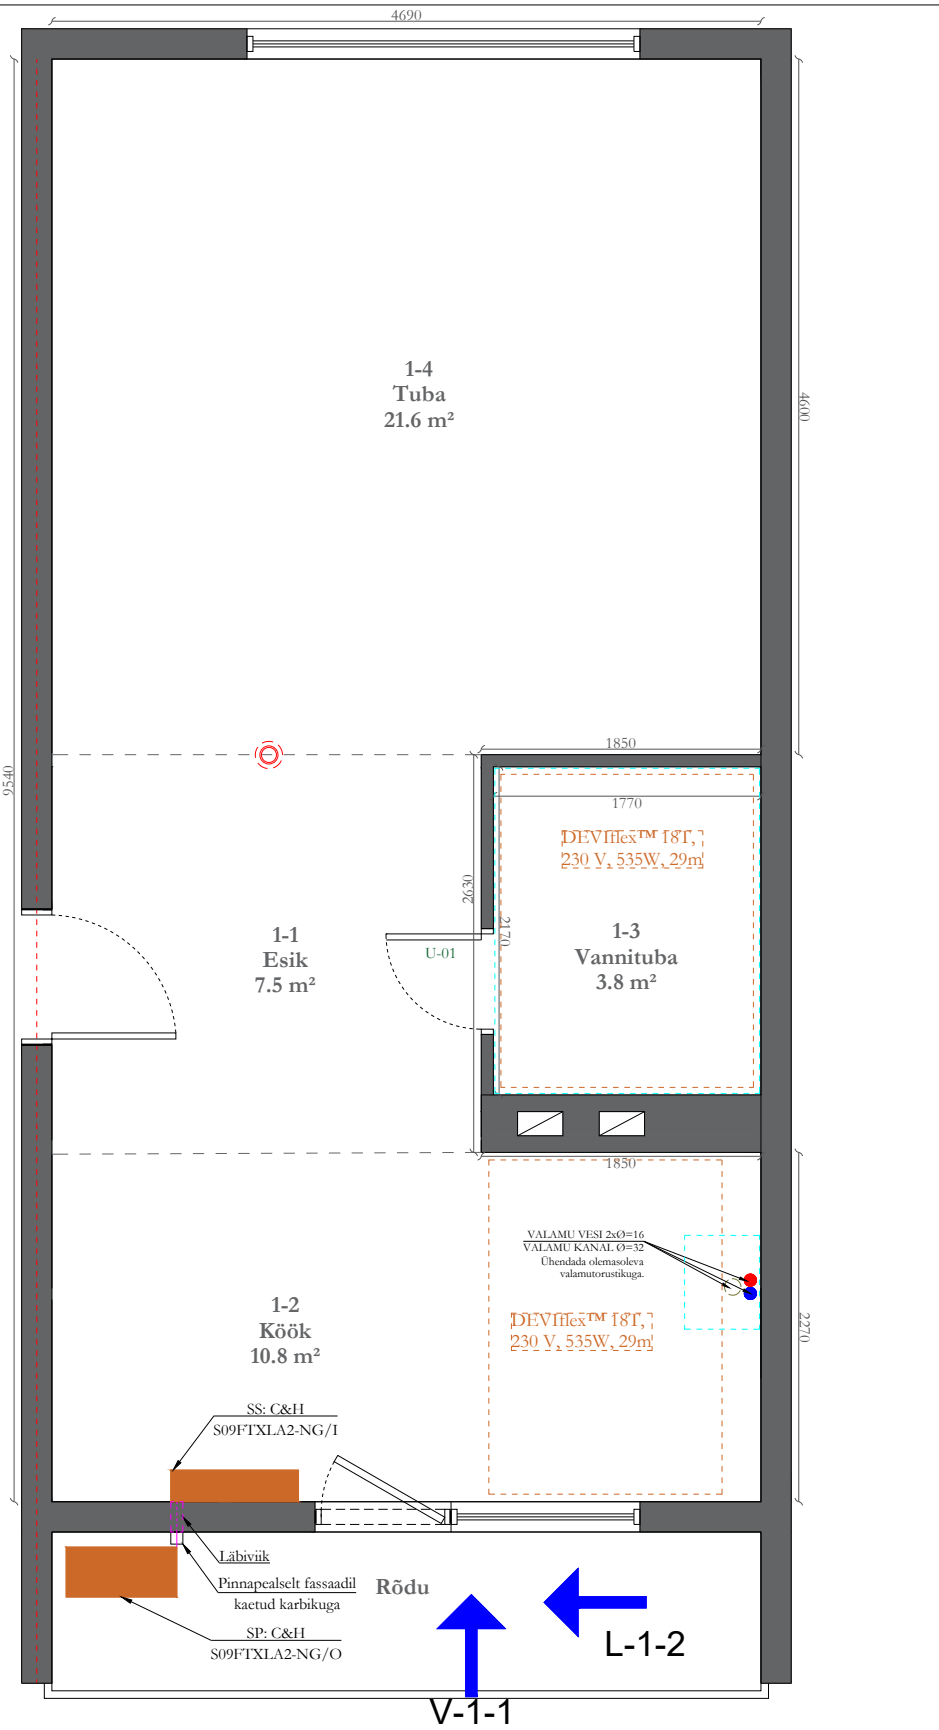 4690
1-4
Tuba
21.6 m²
4600
9540
1850
1770
DEVIflex™ 18T,
230 V, 535W, 29m
2630
2170
1-1
Esik
7.5 m²
U-01
1-3
Vannituba
3.8 m²
1850
VALAMU VESI 2xØ=16
VALAMU KANAL Ø=32
Ühendada olemasoleva
valamutorustikuga.
1-2
Köök
10.8 m²
DEVIflex™ 18T,
230 V, 535W, 29m
2270
SS: C&H
S09FTXLA2-NG/I
Läbiviik
Pinnapealselt fassaadil
kaetud karbikuga
Rõdu
SP: C&H
S09FTXLA2-NG/O
L-1-2
V-1-1